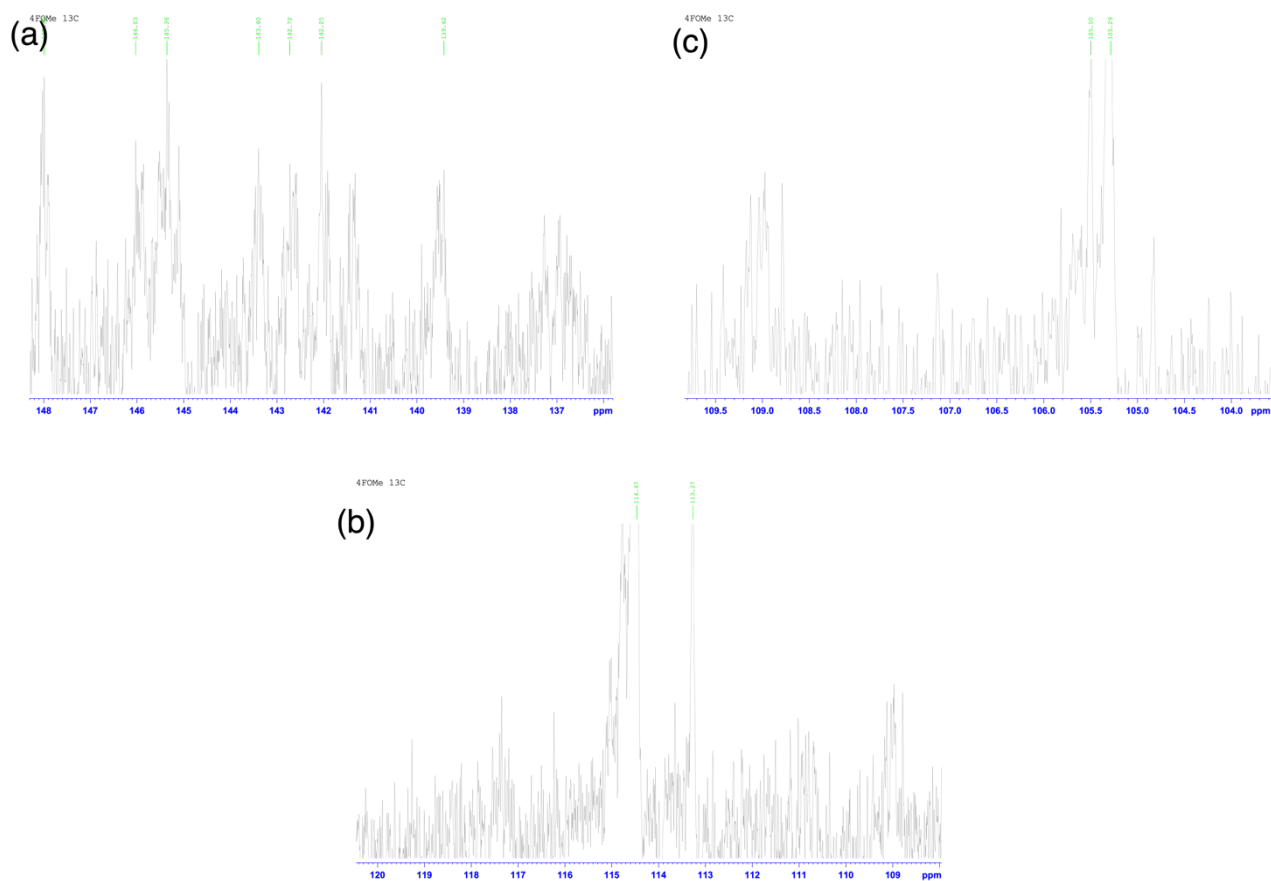 4FOMe 13C
(a)
146.03
145.36
143.40
142.72
142.05
139.42
148 147 146 145 144 143 142 141 140 139 138 137 ppm
4FOMe 13C
(c)
105.50
105.29
109.5 109.0 108.5 108.0 107.5 107.0 106.5 106.0 105.5 105.0 104.5 104.0 ppm
4FOMe 13C
(b)
114.47
113.27
120 119 118 117 116 115 114 113 112 111 110 109 ppm